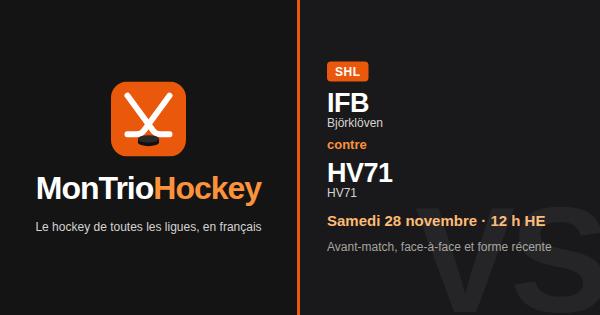 MonTrioHockey
Le hockey de toutes les ligues, en français
SHL
IFB
Björklöven
contre
HV71
HV71
Samedi 28 novembre · 12 h HE
Avant-match, face-à-face et forme récente
VS